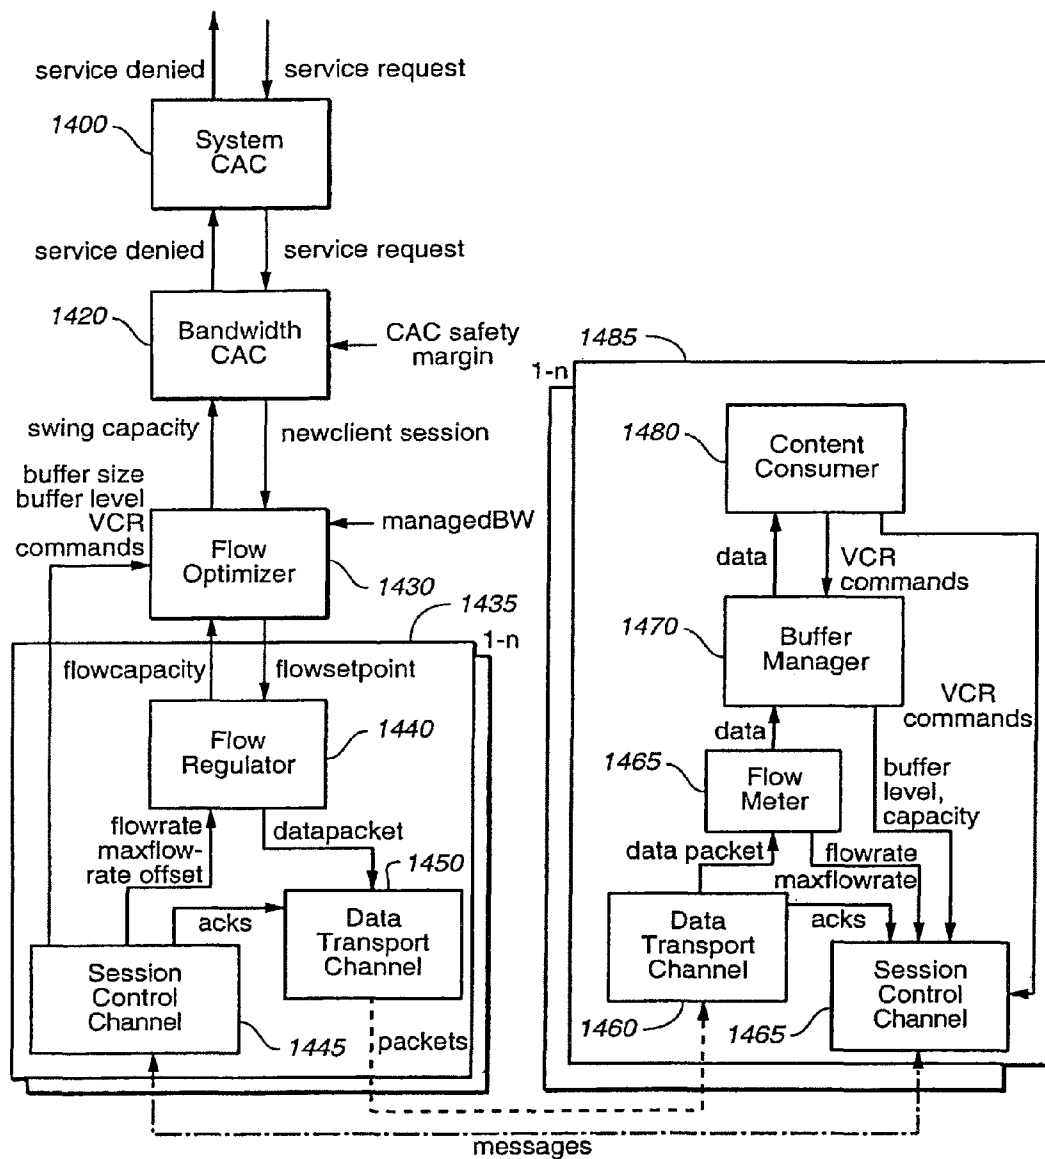 service denied
service request
1400
System
CAC
service denied
service request
1420
Bandwidth
CAC
CAC safety
margin
swing capacity
newclient session
buffer size
buffer level
VCR
commands
managedBW
Flow
Optimizer
1430
1435
1-n
flowcapacity
flowsetpoint
Flow
Regulator
1440
flowrate
maxflow-
rate offset
datapacket
1450
acks
Data
Transport
Channel
Session
Control
Channel
1445
packets
1485
1-n
1480
Content
Consumer
data
VCR
commands
1470
Buffer
Manager
VCR
commands
data
1465
Flow
Meter
buffer
level,
capacity
data packet
flowrate
maxflowrate
acks
Data
Transport
Channel
1460
Session
Control
Channel
1465
messages